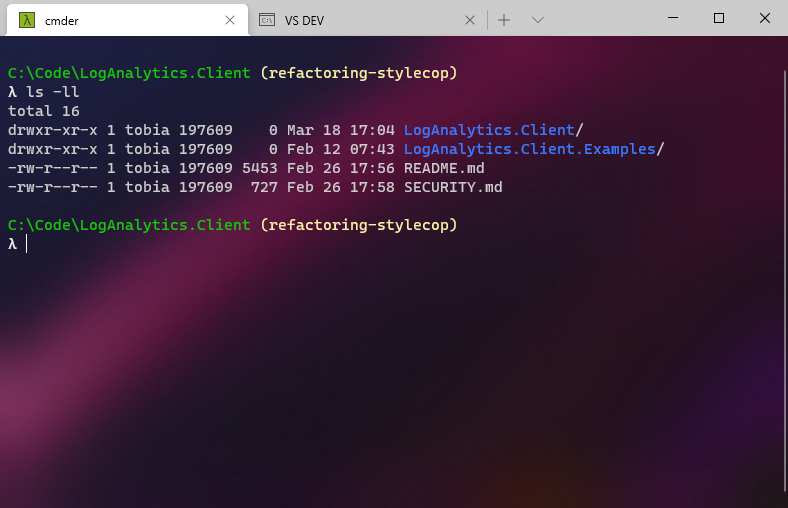 cmder
VS DEV
C:\Code\LogAnalytics.Client (refactoring-stylecop)
λ ls -ll
total 16
drwxr-xr-x 1 tobia 197609    0 Mar 18 17:04 LogAnalytics.Client/
drwxr-xr-x 1 tobia 197609    0 Feb 12 07:43 LogAnalytics.Client.Examples/
-rw-r--r-- 1 tobia 197609 5453 Feb 26 17:56 README.md
-rw-r--r-- 1 tobia 197609  727 Feb 26 17:58 SECURITY.md
C:\Code\LogAnalytics.Client (refactoring-stylecop)
λ